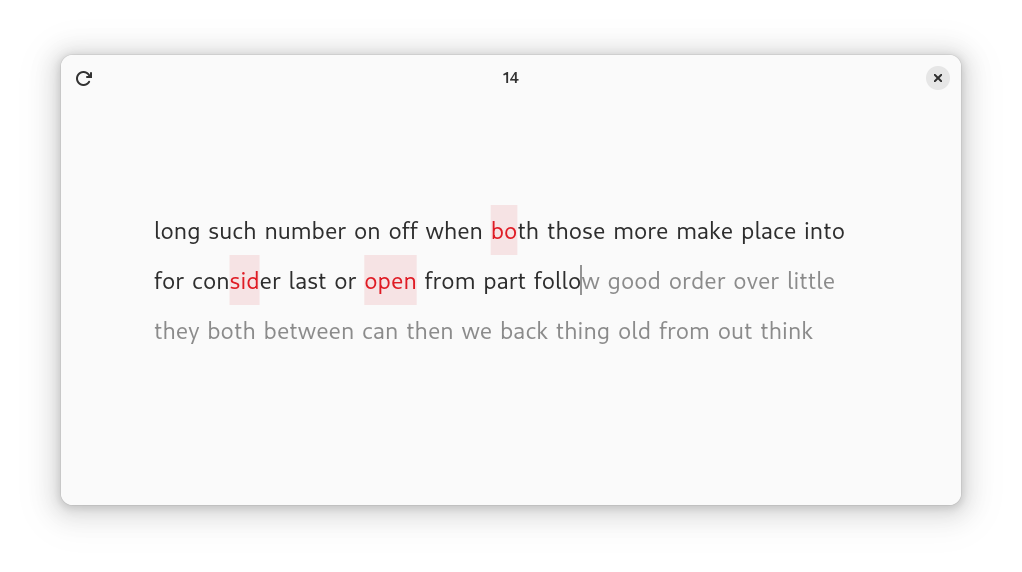 14
long such number on off when both those more make place into
for consider last or open from part follow good order over little
they both between can then we back thing old from out think